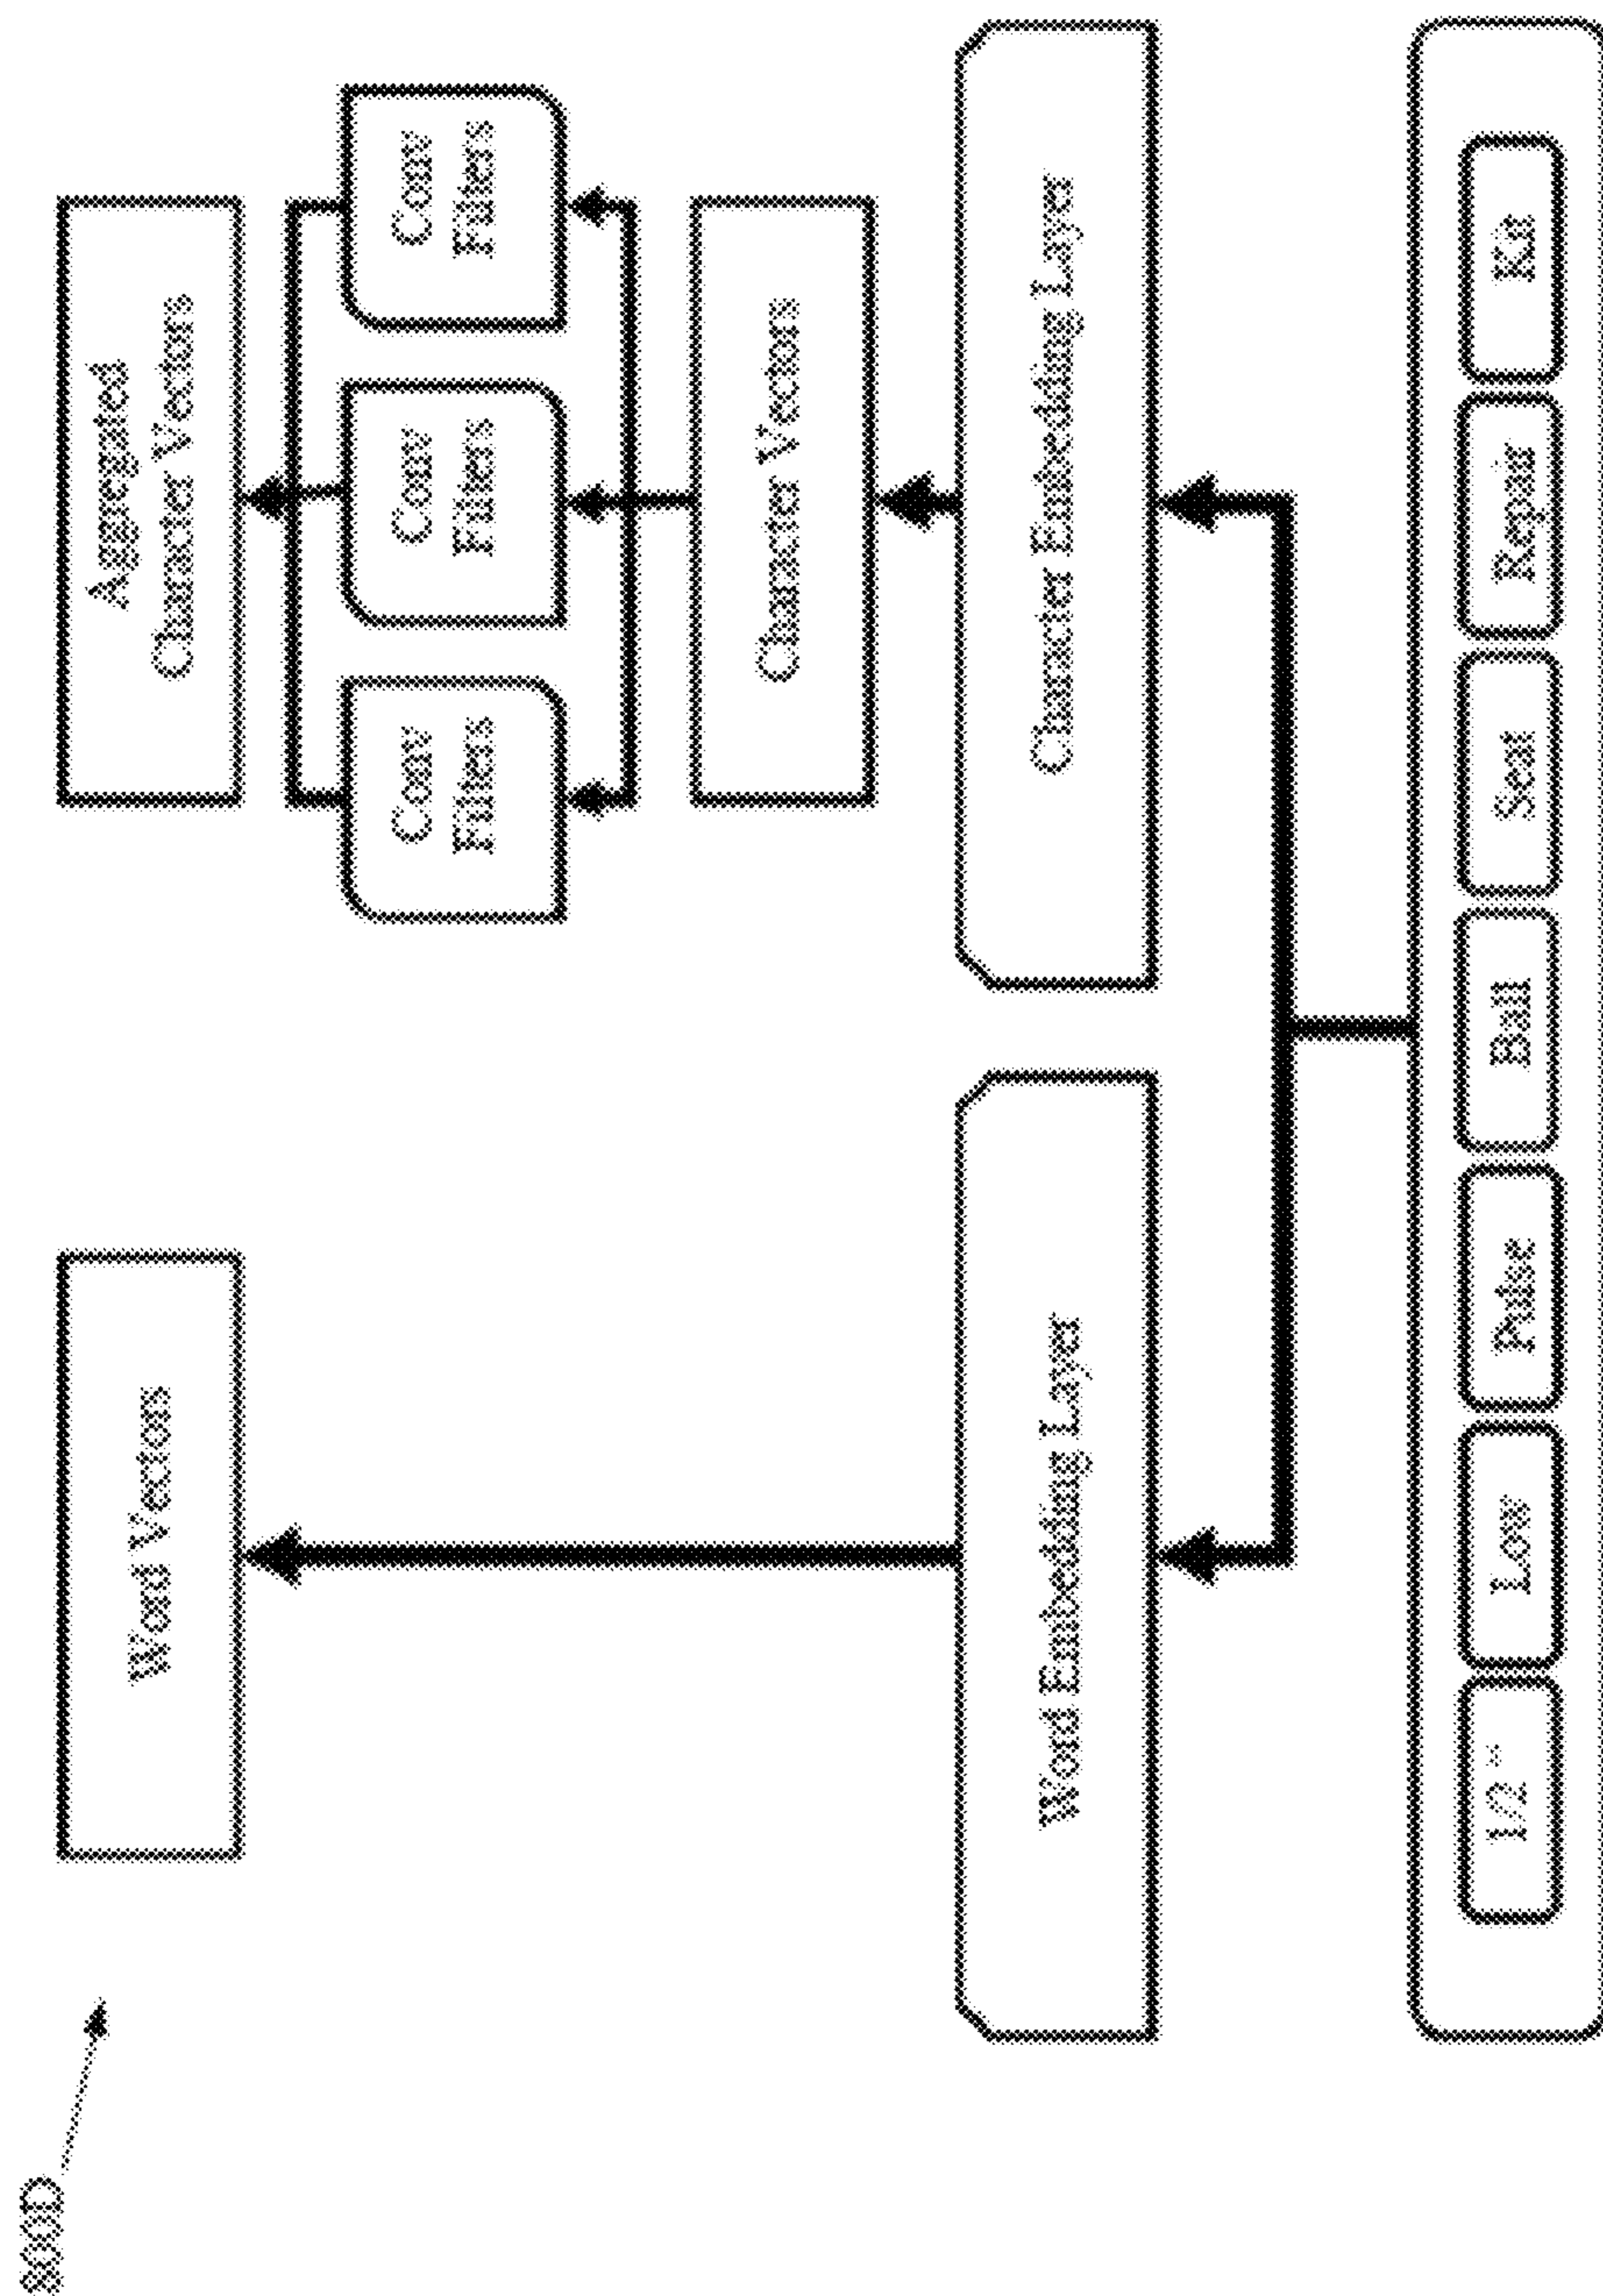 800D
Word Vectors
Aggregated
Character Vectors
Conv
Filters
Conv
Filters
Conv
Filters
Character Vectors
Word Embedding Layer
Character Embedding Layer
1/2 "
Low
Pulse
Ball
Seat
Repair
Kit